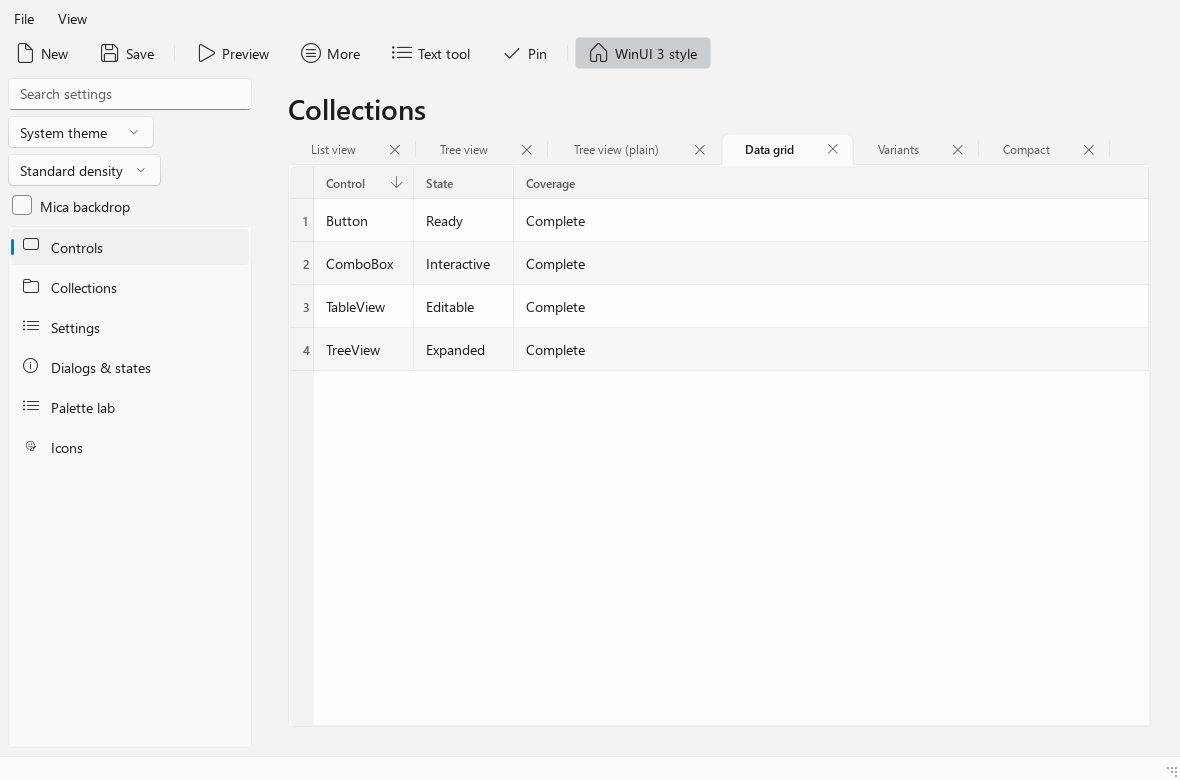 File View
New Save Preview More Text tool Pin WinUI 3 style
Search settings
System theme
Standard density
Mica backdrop
Controls
Collections
Settings
Dialogs & states
Palette lab
Icons
Collections
List view Tree view Tree view (plain) Data grid Variants Compact
Control State Coverage
1 Button Ready Complete
2 ComboBox Interactive Complete
3 TableView Editable Complete
4 TreeView Expanded Complete